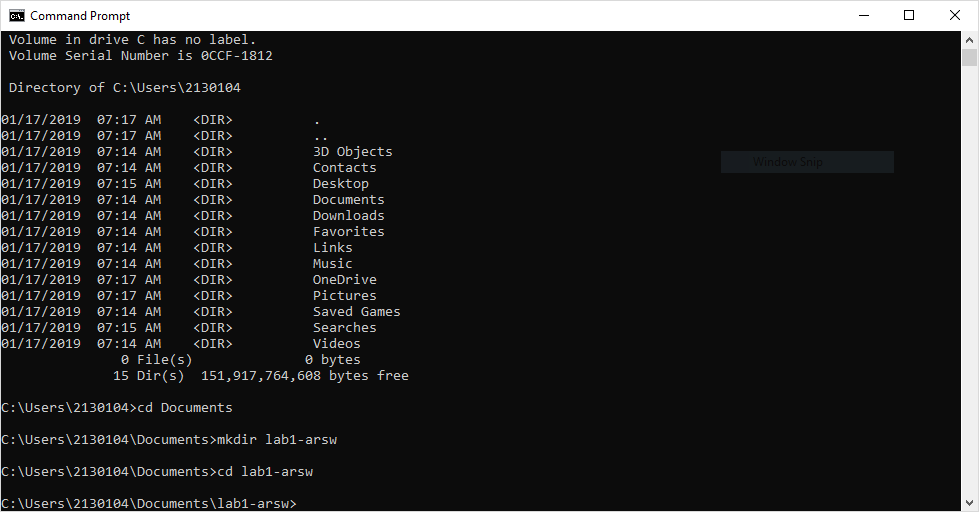 Command Prompt
Volume in drive C has no label.
Volume Serial Number is 0CCF-1812
Directory of C:\Users\2130104
01/17/2019  07:17 AM    <DIR>          .
01/17/2019  07:17 AM    <DIR>          ..
01/17/2019  07:14 AM    <DIR>          3D Objects
01/17/2019  07:14 AM    <DIR>          Contacts
01/17/2019  07:15 AM    <DIR>          Desktop
01/17/2019  07:14 AM    <DIR>          Documents
01/17/2019  07:14 AM    <DIR>          Downloads
01/17/2019  07:14 AM    <DIR>          Favorites
01/17/2019  07:14 AM    <DIR>          Links
01/17/2019  07:14 AM    <DIR>          Music
01/17/2019  07:17 AM    <DIR>          OneDrive
01/17/2019  07:17 AM    <DIR>          Pictures
01/17/2019  07:14 AM    <DIR>          Saved Games
01/17/2019  07:15 AM    <DIR>          Searches
01/17/2019  07:14 AM    <DIR>          Videos
0 File(s)              0 bytes
15 Dir(s)  151,917,764,608 bytes free
Window Snip
C:\Users\2130104>cd Documents
C:\Users\2130104\Documents>mkdir lab1-arsw
C:\Users\2130104\Documents>cd lab1-arsw
C:\Users\2130104\Documents\lab1-arsw>